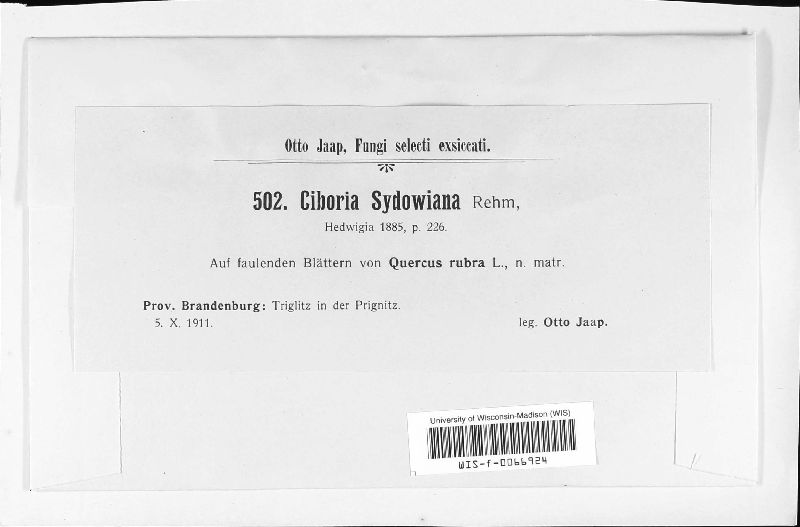 Otto Jaap, Fungi selecti exsiccati.
502. Ciboria Sydowiana Rehm,
Hedwigia 1885, p. 226.
Auf faulenden Blättern von Quercus rubra L., n. matr.
Prov. Brandenburg: Triglitz in der Prignitz.
5. X. 1911. leg. Otto Jaap.
University of Wisconsin-Madison (WIS)
WIS-f-0066924